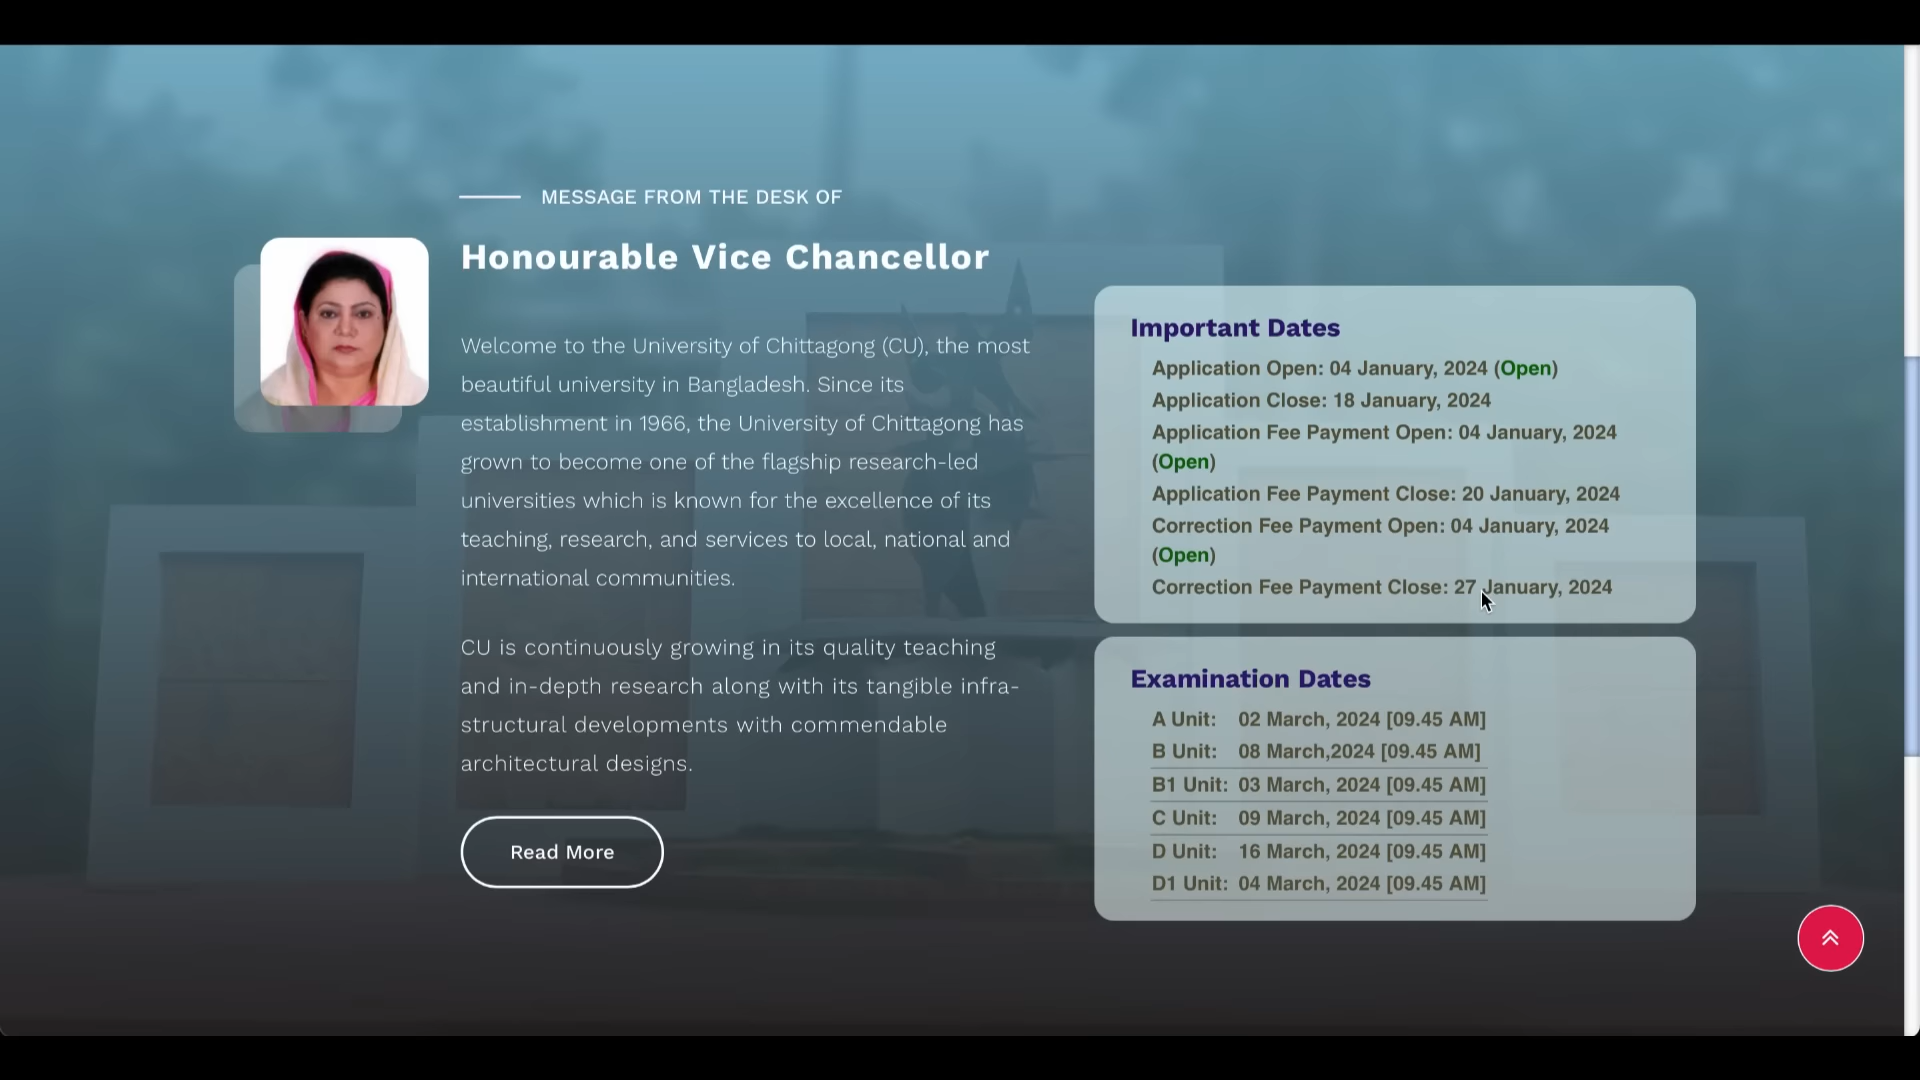 MESSAGE FROM THE DESK OF
Honourable Vice Chancellor
Welcome to the University of Chittagong (CU), the most
beautiful university in Bangladesh. Since its
establishment in 1966, the University of Chittagong has
grown to become one of the flagship research-led
universities which is known for the excellence of its
teaching, research, and services to local, national and
international communities.
CU is continuously growing in its quality teaching
and in-depth research along with its tangible infra-
structural developments with commendable
architectural designs.
Read More
Important Dates
Application Open: 04 January, 2024 (Open)
Application Close: 18 January, 2024
Application Fee Payment Open: 04 January, 2024
(Open)
Application Fee Payment Close: 20 January, 2024
Correction Fee Payment Open: 04 January, 2024
(Open)
Correction Fee Payment Close: 27 January, 2024
Examination Dates
A Unit: 02 March, 2024 [09.45 AM]
B Unit: 08 March,2024 [09.45 AM]
B1 Unit: 03 March, 2024 [09.45 AM]
C Unit: 09 March, 2024 [09.45 AM]
D Unit: 16 March, 2024 [09.45 AM]
D1 Unit: 04 March, 2024 [09.45 AM]